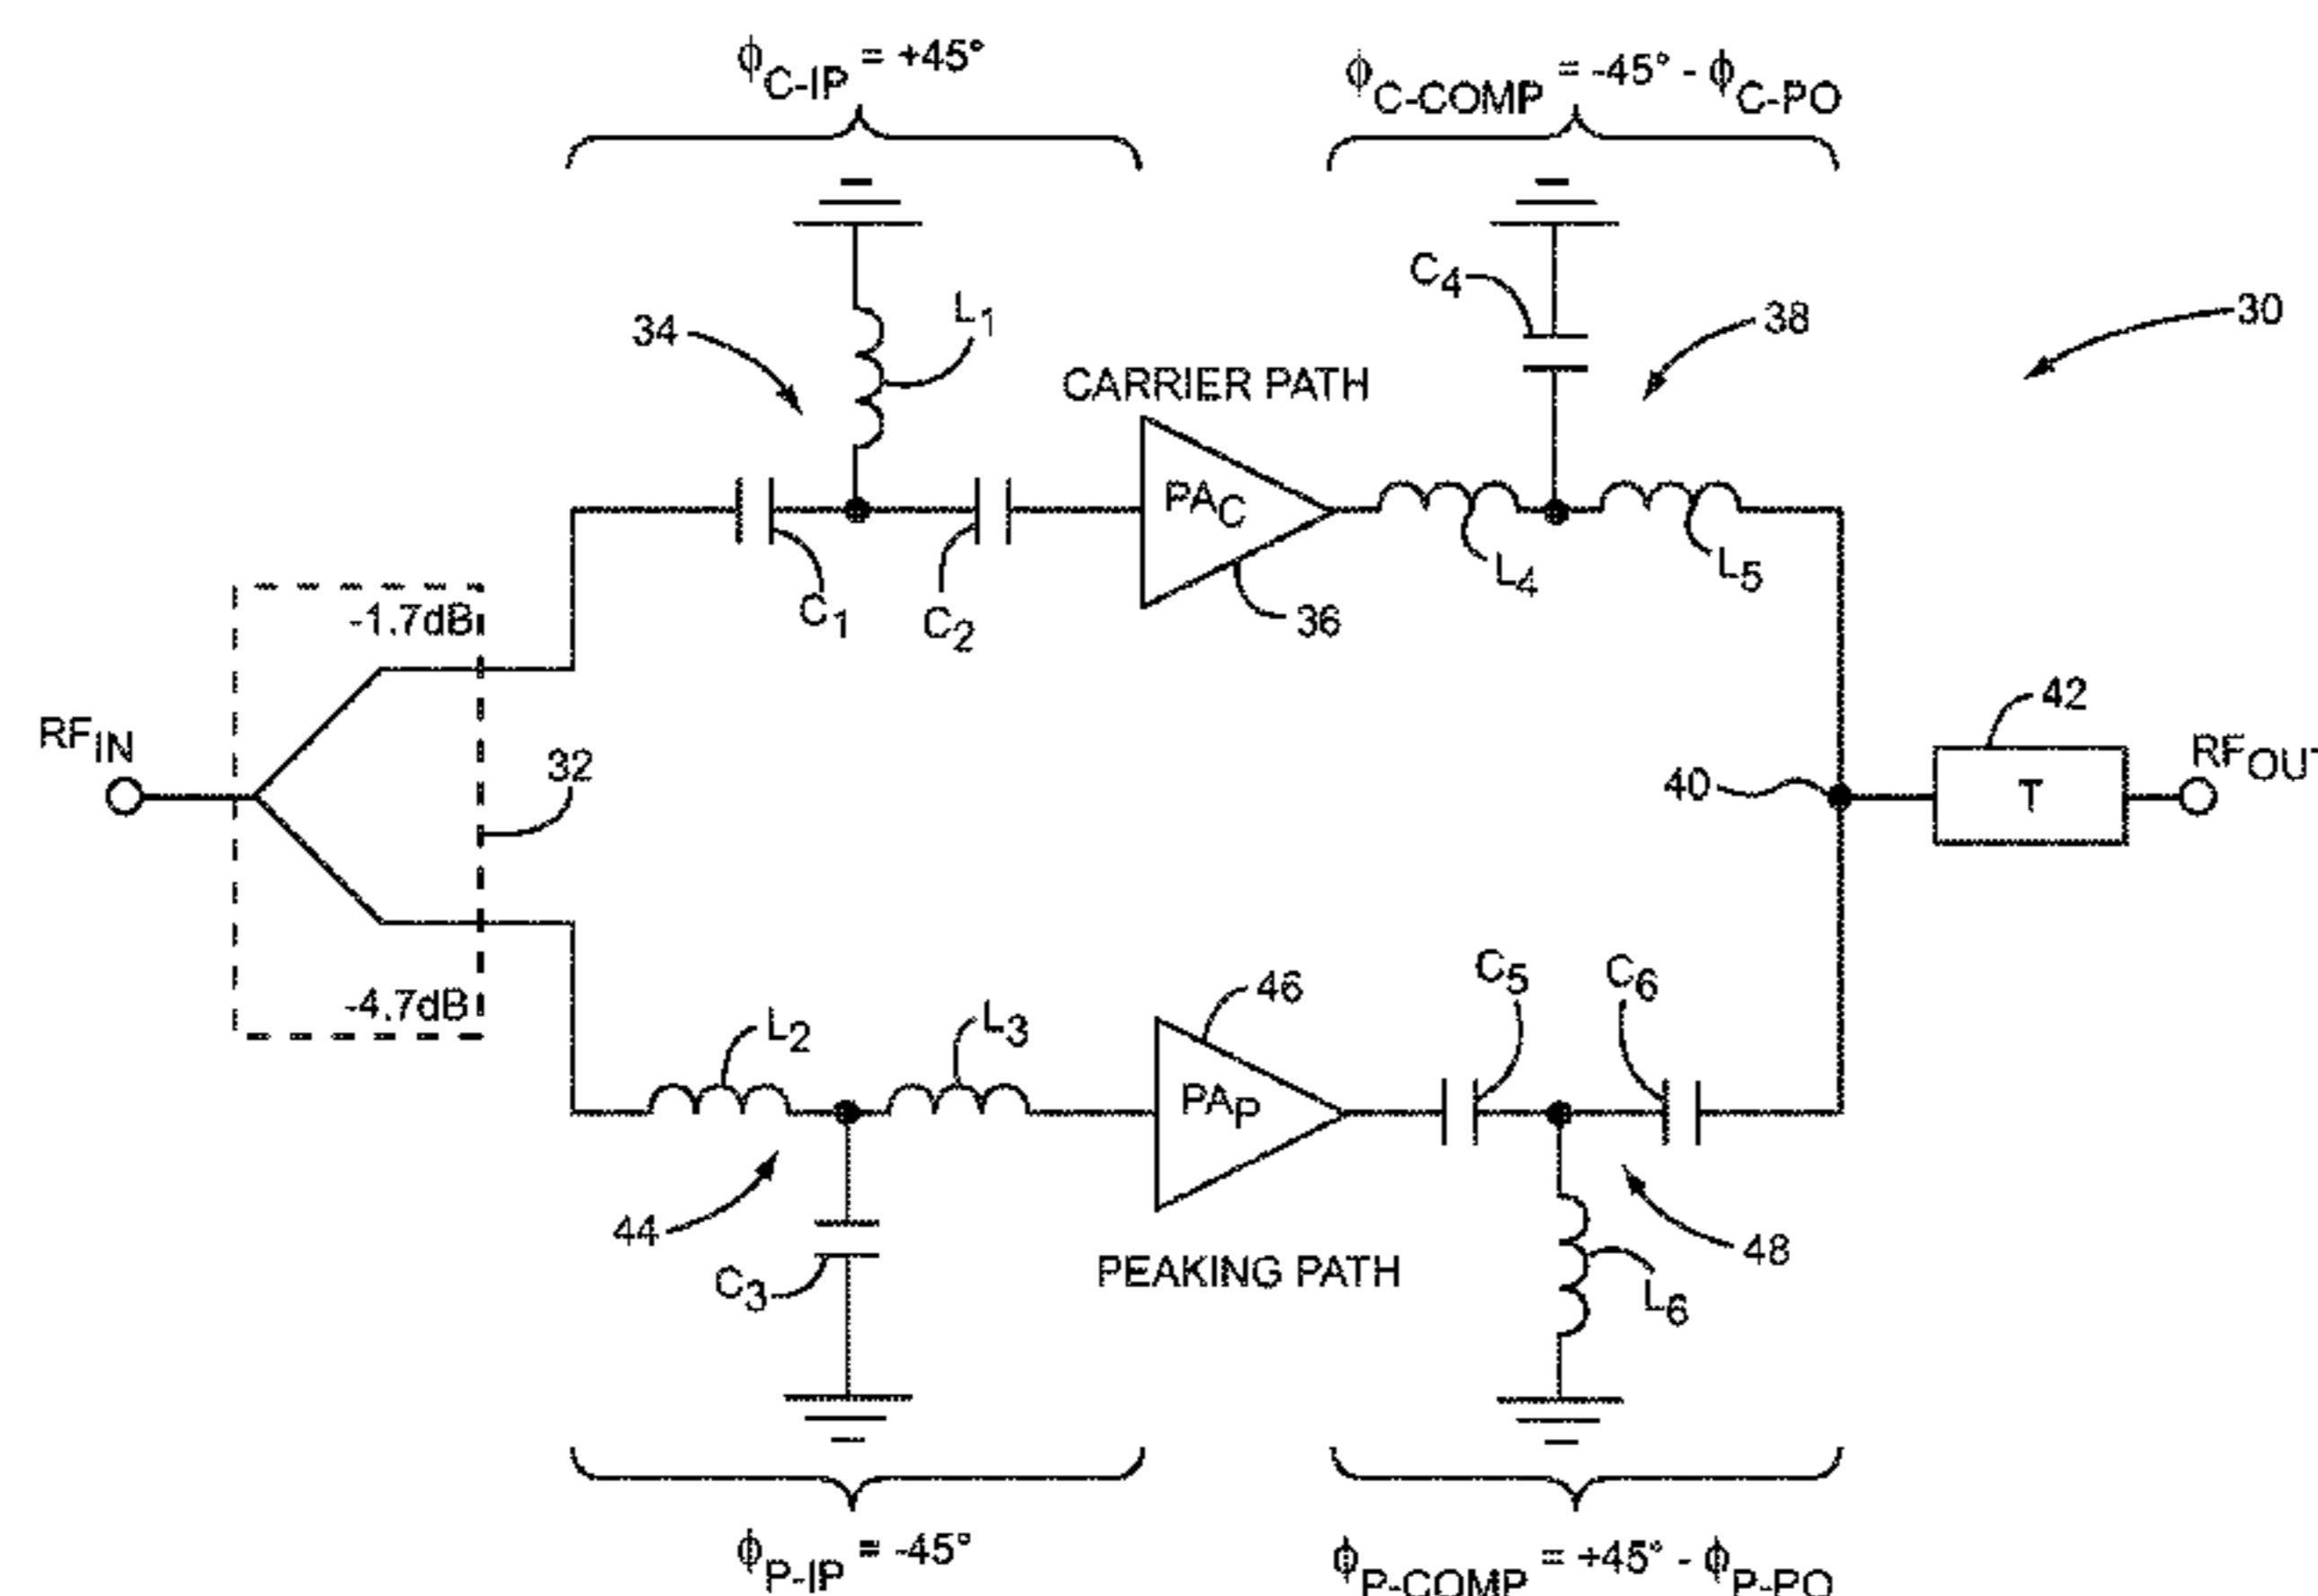 ϕC-IP = +45°
ϕC-COMP = -45° - ϕC-PO
C4
L1
34
38
30
CARRIER PATH
PAC
L4
L5
C1
C2
36
-1.7dB
RFIN
32
42
RFOUT
40
T
-4.7dB
L2
L3
46
C5
C6
PAP
44
48
C3
PEAKING PATH
L6
ϕP-IP = -45°
ϕP-COMP = +45° - ϕP-PO